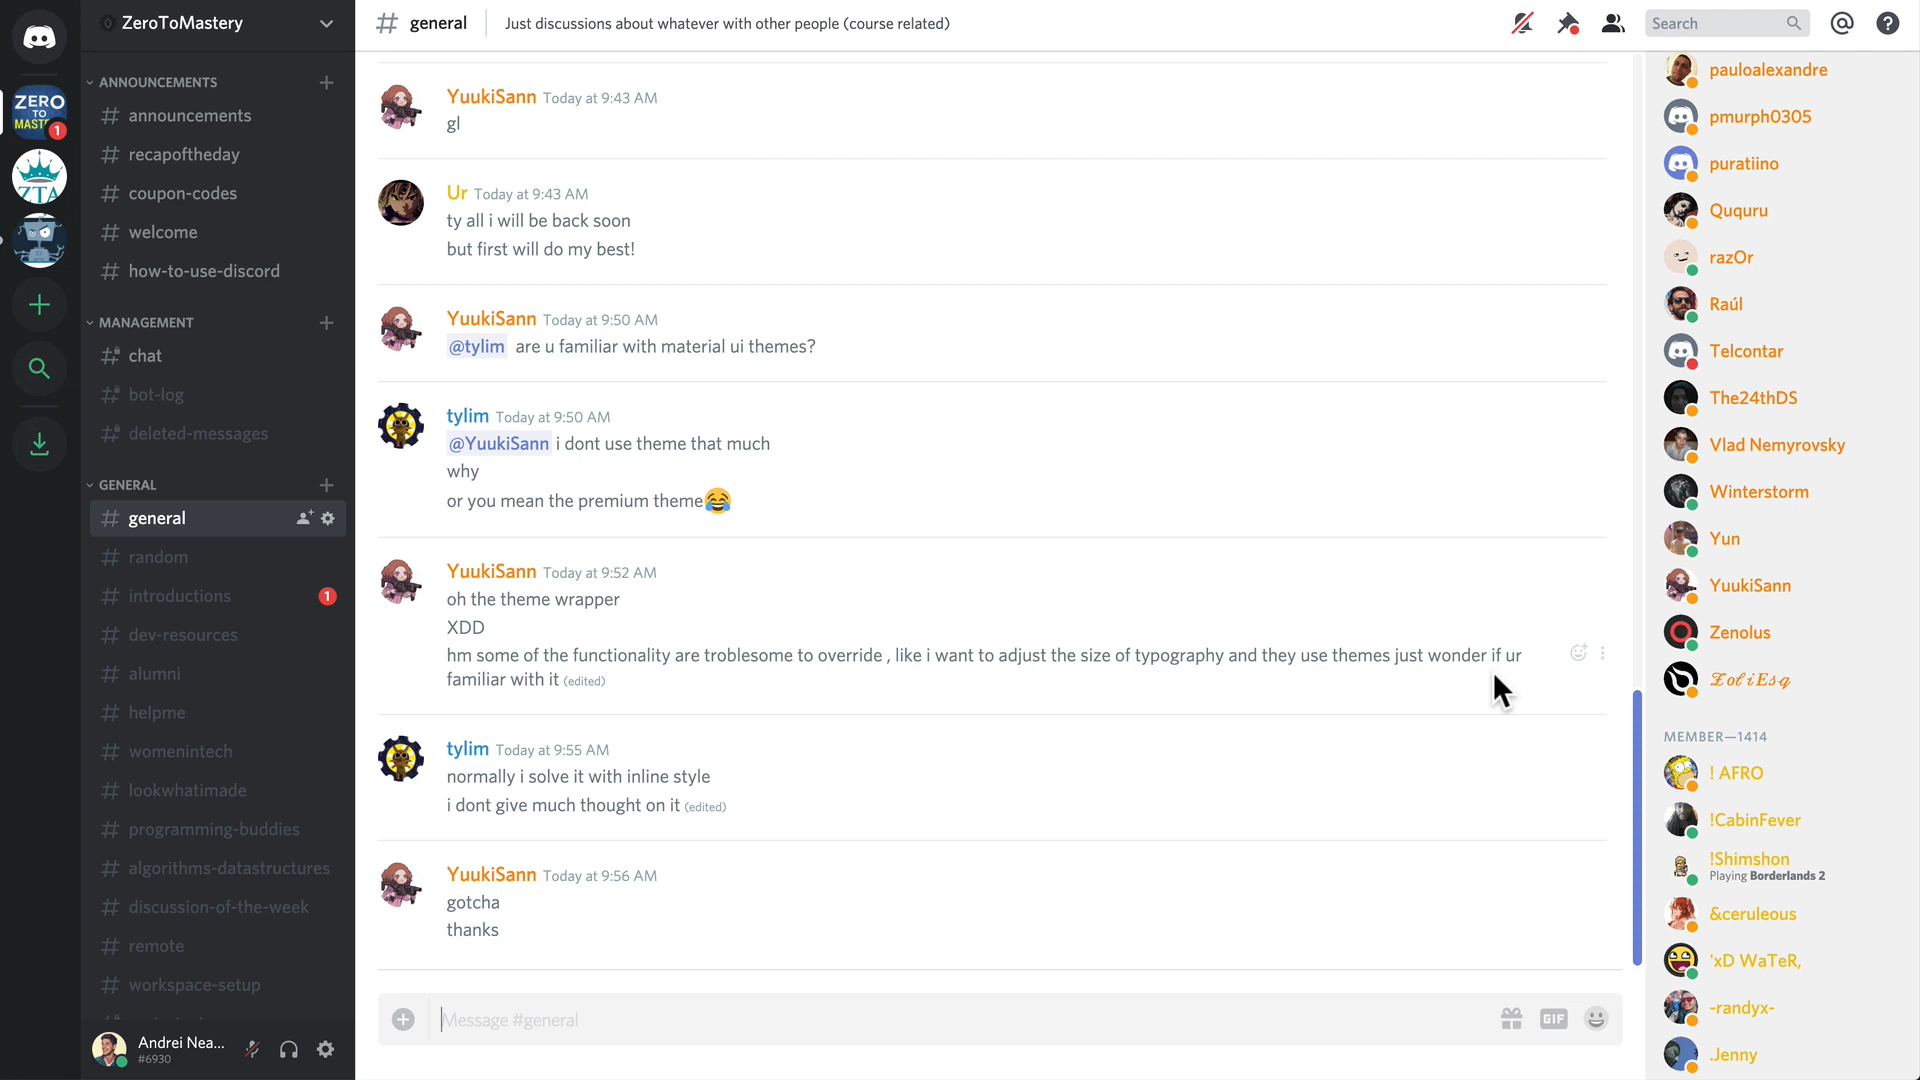 ZeroToMastery
ANNOUNCEMENTS
announcements
recapoftheday
coupon-codes
welcome
how-to-use-discord
MANAGEMENT
chat
bot-log
deleted-messages
GENERAL
general
random
introductions
1
dev-resources
alumni
helpme
womenintech
lookwhatimade
programming-buddies
algorithms-datastructures
discussion-of-the-week
remote
workspace-setup
Andrei Nea...
#6930
ZERO
TO
1
ZTA
# general
Just discussions about whatever with other people (course related)
Search
YuukiSann Today at 9:43 AM
gl
Ur Today at 9:43 AM
ty all i will be back soon
but first will do my best!
YuukiSann Today at 9:50 AM
@tylim are u familiar with material ui themes?
tylim Today at 9:50 AM
@YuukiSann i dont use theme that much
why
or you mean the premium theme😂
YuukiSann Today at 9:52 AM
oh the theme wrapper
XDD
hm some of the functionality are troblesome to override , like i want to adjust the size of typography and they use themes just wonder if ur
familiar with it (edited)
tylim Today at 9:55 AM
normally i solve it with inline style
i dont give much thought on it (edited)
YuukiSann Today at 9:56 AM
gotcha
thanks
Message #general
GIF
pauloalexandre
pmurph0305
puratiino
Ququru
razOr
Raúl
Telcontar
The24thDS
Vlad Nemyrovsky
Winterstorm
Yun
YuukiSann
Zenolus
𝓩𝓸𝓵𝓲𝓔𝓼𝓺
MEMBER—1414
! AFRO
!CabinFever
!Shimshon
Playing Borderlands 2
&ceruleous
'xD WaTeR,
-randyx-
.Jenny